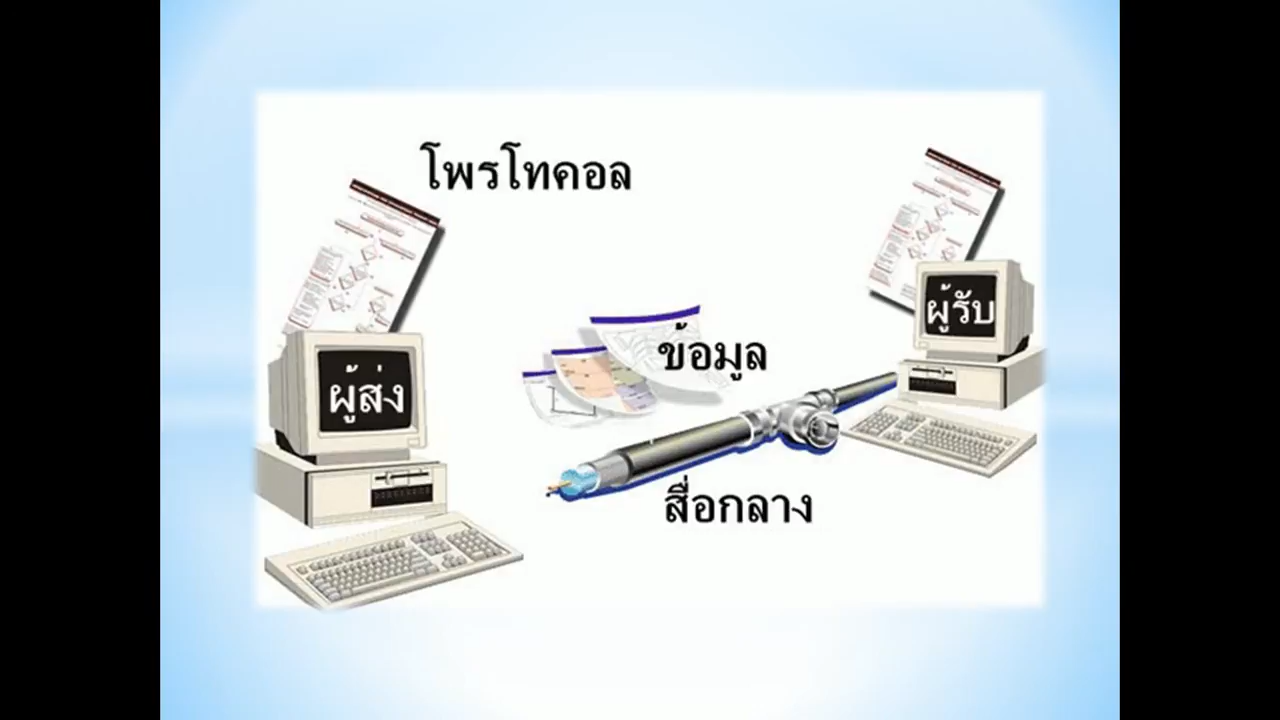 โพรโทคอล
ผู้รับ
ข้อมูล
ผู้ส่ง
สื่อกลาง